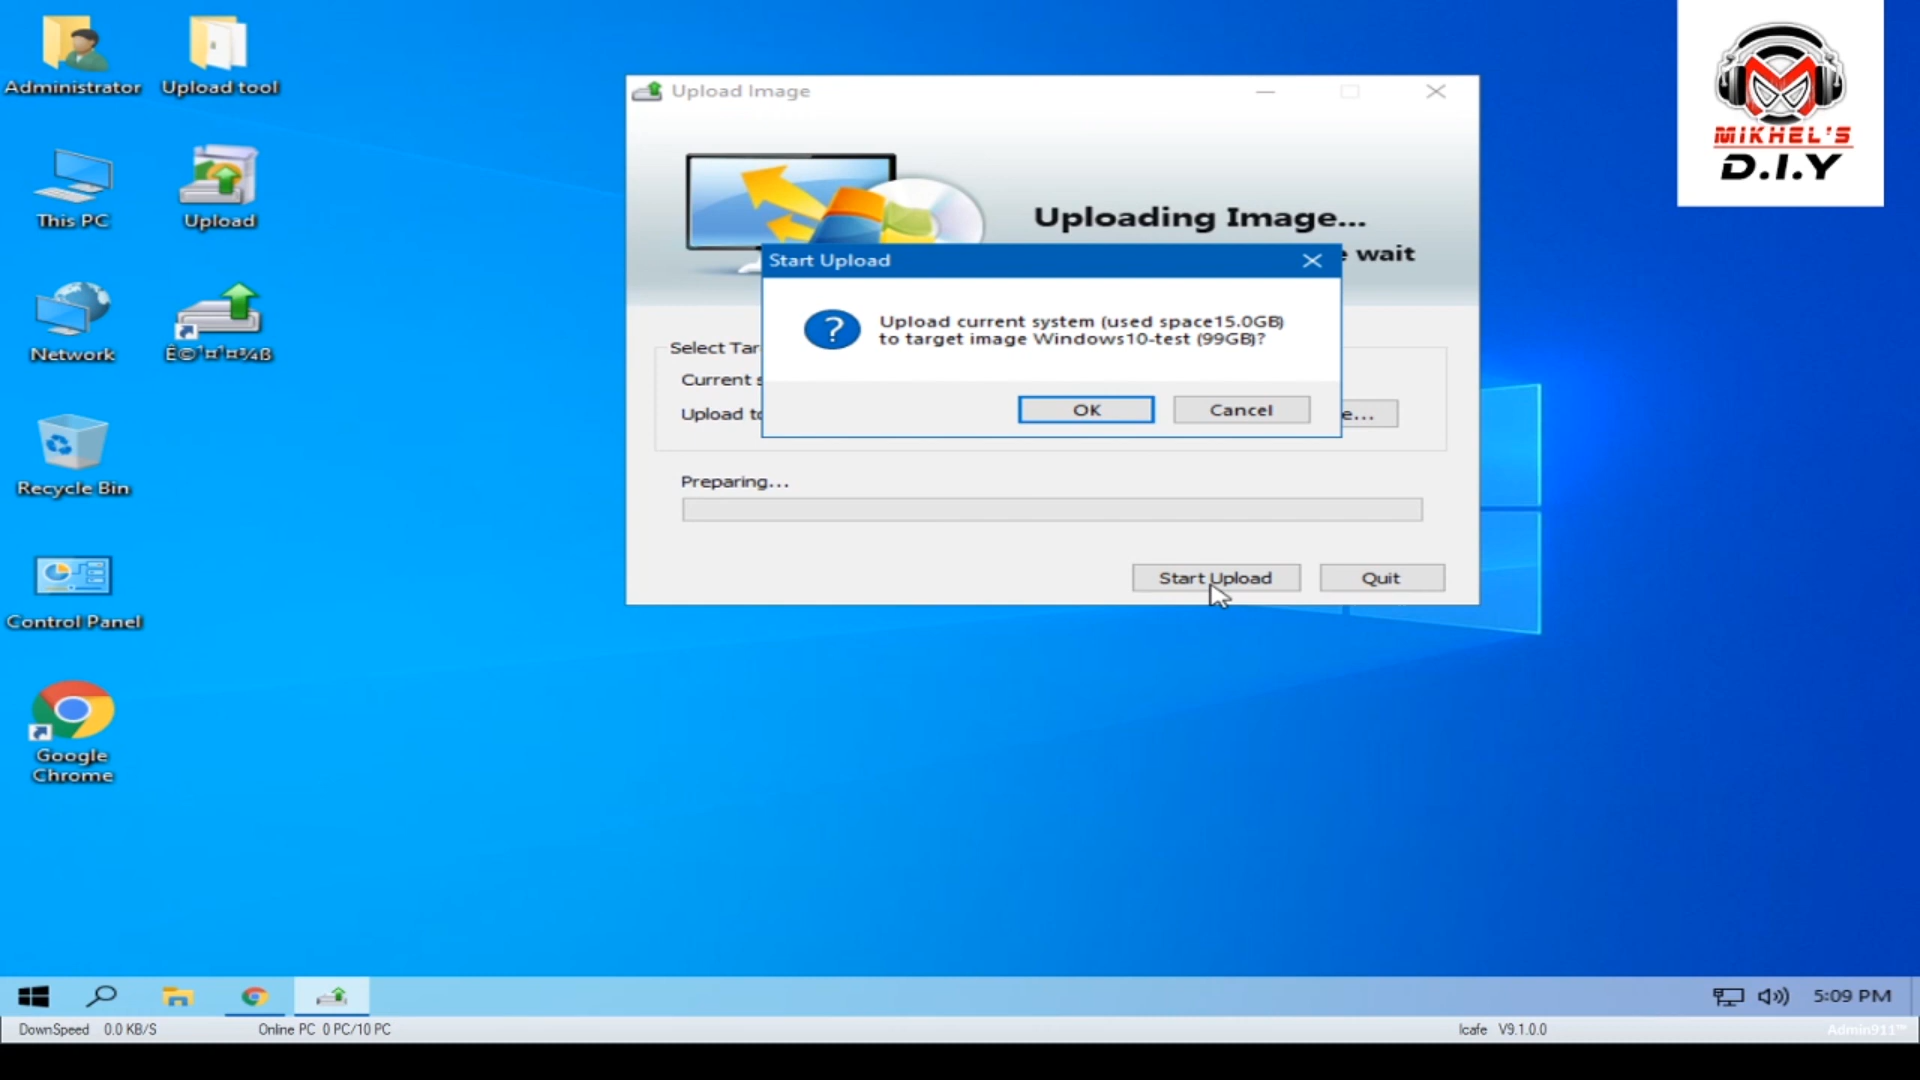 Administrator
Upload tool
This PC
Upload
Network
Recycle Bin
Control Panel
Google
Chrome
Upload Image
Uploading Image...
wait
Start Upload
Upload current system (used space15.0GB)
to target image Windows10-test (99GB)?
OK
Cancel
Select Tar
Current s
Upload to
e...
Preparing...
Start Upload
Quit
MIKHEL'S
D.I.Y
5:09 PM
DownSpeed 0.0 KB/S
Online PC 0 PC/10 PC
Icafe V9.1.0.0
Admin911™